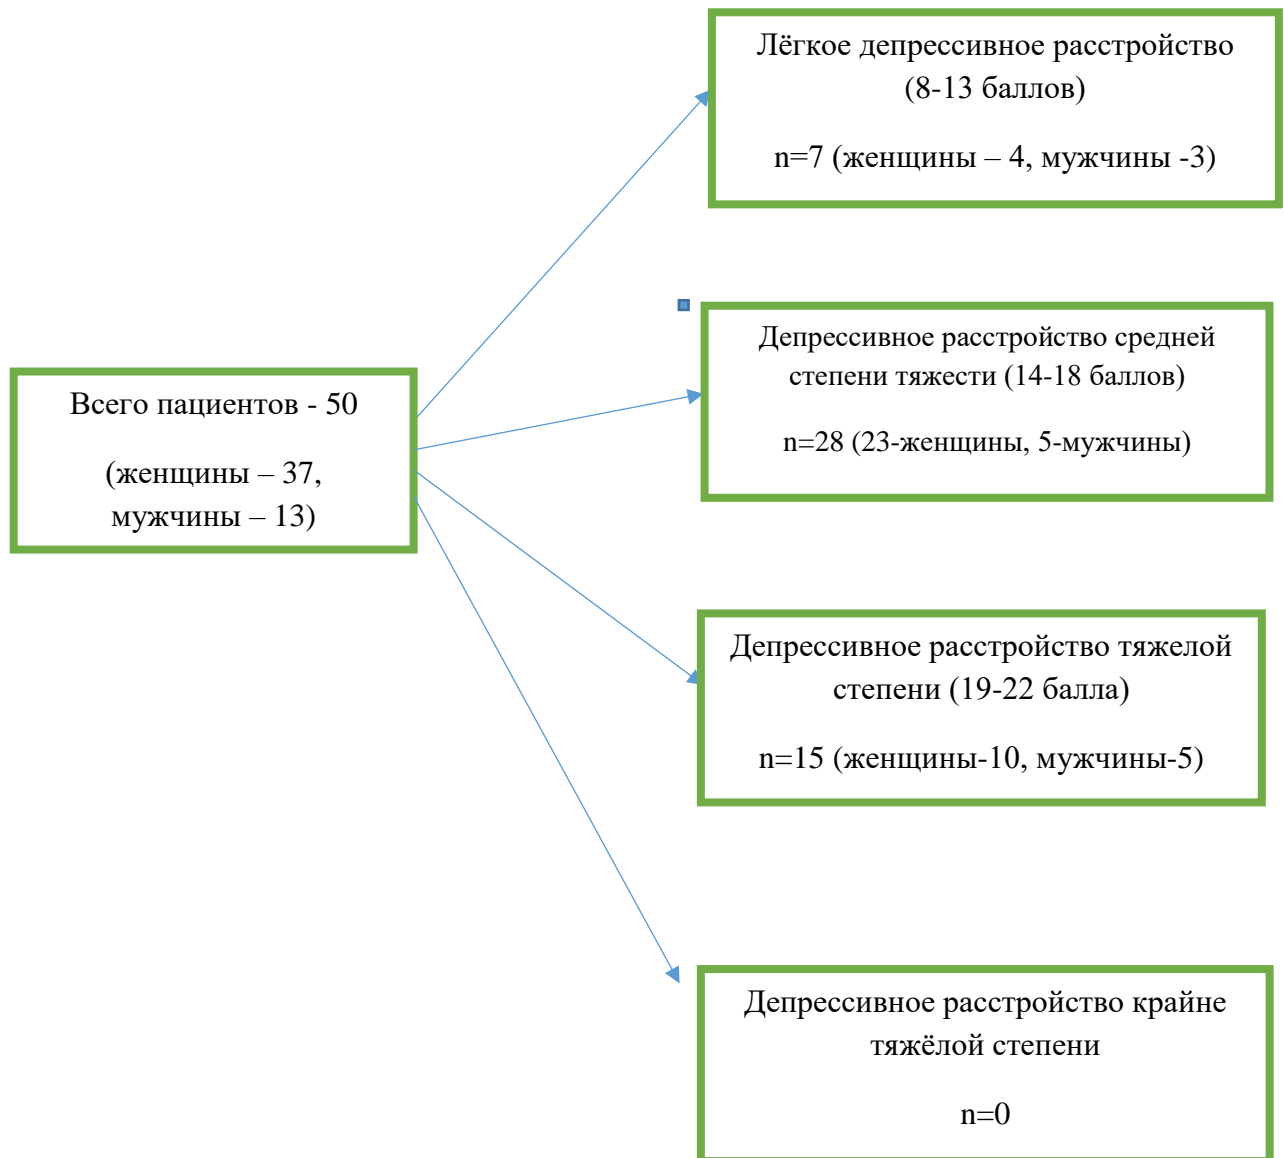 Лёгкое депрессивное расстройство
(8-13 баллов)
n=7 (женщины – 4, мужчины -3)
Депрессивное расстройство средней
степени тяжести (14-18 баллов)
n=28 (23-женщины, 5-мужчины)
Всего пациентов - 50
(женщины – 37,
мужчины – 13)
Депрессивное расстройство тяжелой
степени (19-22 балла)
n=15 (женщины-10, мужчины-5)
Депрессивное расстройство крайне
тяжёлой степени
n=0